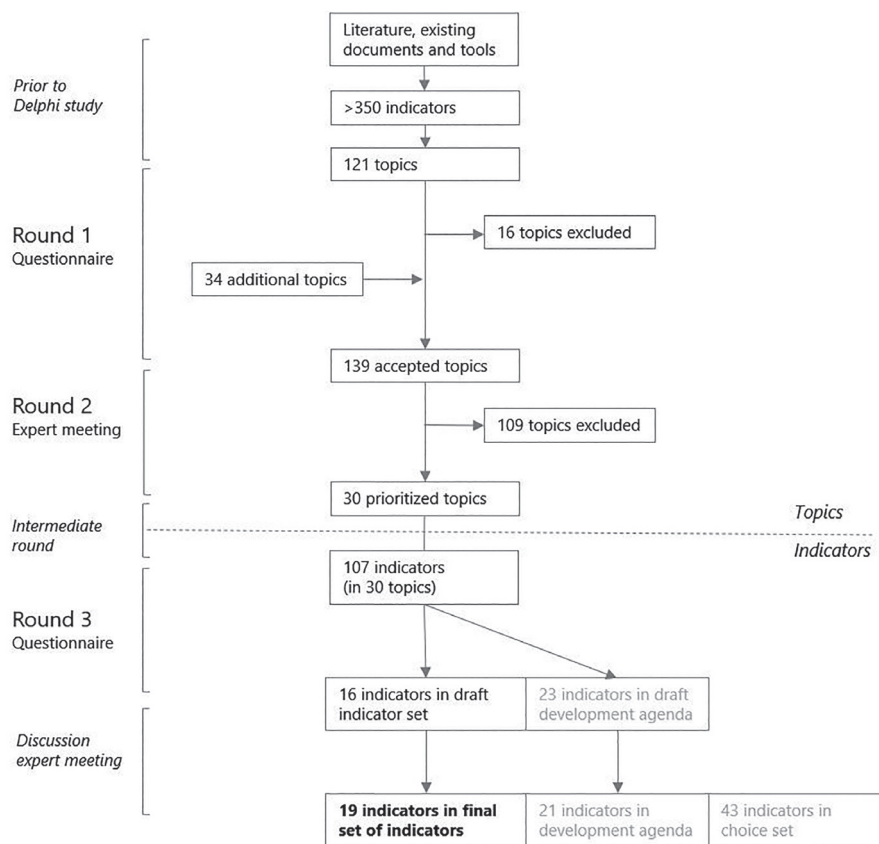 Literature, existing
documents and tools
Prior to
Delphi study
>350 indicators
121 topics
Round 1
Questionnaire
16 topics excluded
34 additional topics
139 accepted topics
Round 2
Expert meeting
109 topics excluded
30 prioritized topics
Intermediate
round
Topics
Indicators
107 indicators
(in 30 topics)
Round 3
Questionnaire
16 indicators in draft
indicator set
23 indicators in draft
development agenda
Discussion
expert meeting
19 indicators in final
set of indicators
21 indicators in
development agenda
43 indicators in
choice set